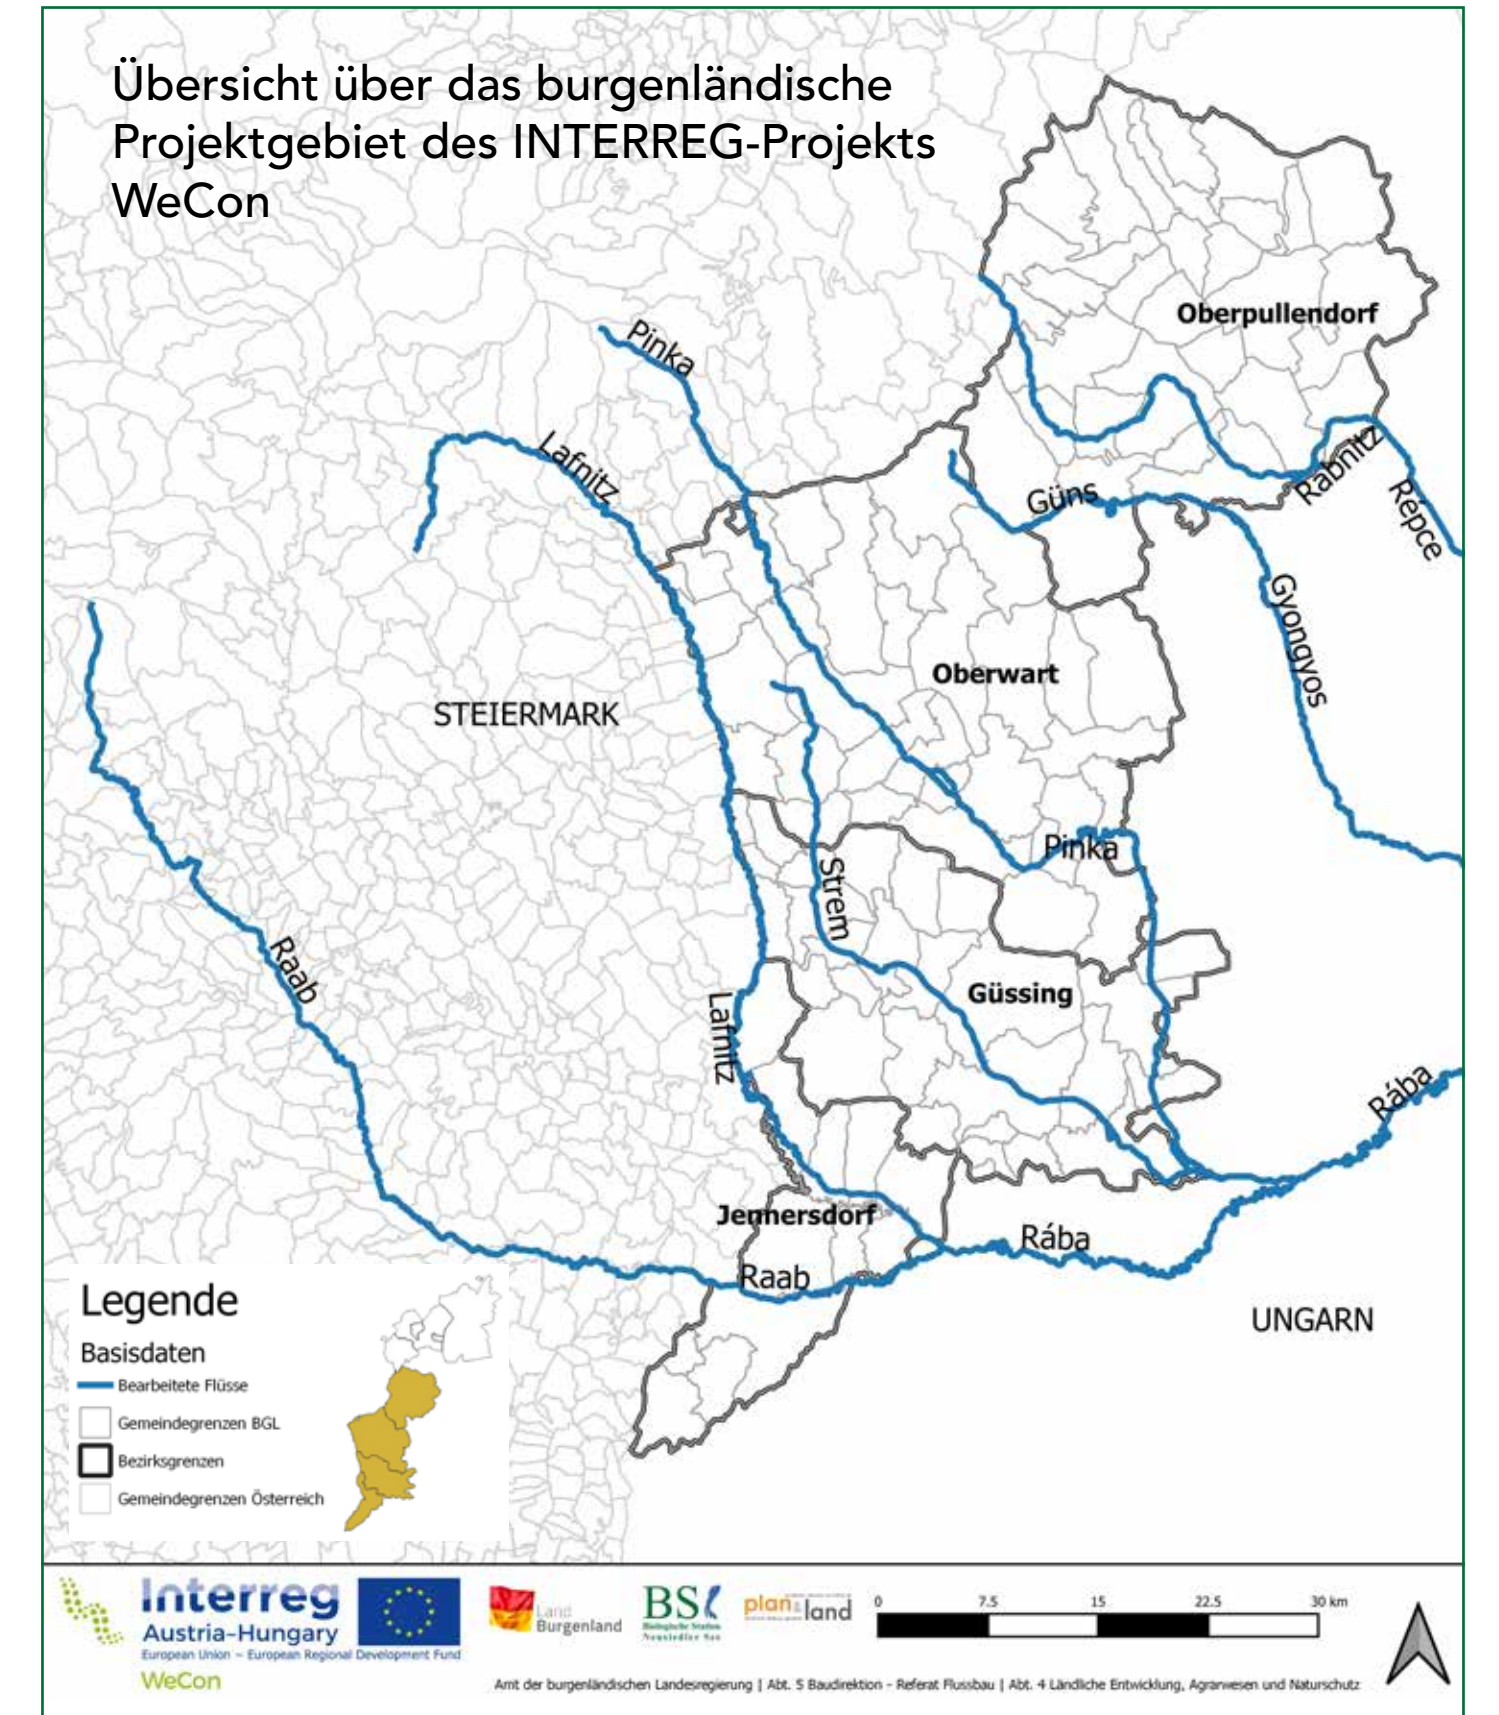 Übersicht über das burgenländische
Projektgebiet des INTERREG-Projekts
WeCon
Oberpullendorf
Pinka
Lafnitz
Güns
Rabnitz
Répce
Gyongyos
Oberwart
STEIERMARK
Pinka
Strem
Raab
Güssing
Lafnitz
Rába
Jennersdorf
Rába
Raab
UNGARN
Legende
Basisdaten
Bearbeitete Flüsse
Gemeindegrenzen BGL
Bezirksgrenzen
Gemeindegrenzen Österreich
Interreg
Austria-Hungary
European Union – European Regional Development Fund
WeCon
Land
Burgenland
BS
Biologische Station
Neusiedler See
plan
land
0 7.5 15 22.5 30 km
Amt der burgenländischen Landesregierung | Abt. 5 Baudirektion - Referat Flussbau | Abt. 4 Ländliche Entwicklung, Agrarwesen und Naturschutz